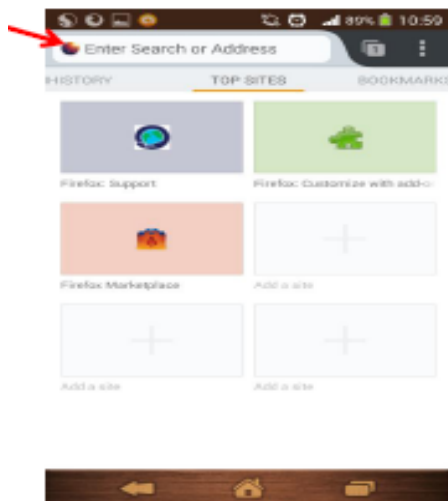 89% 10:59
Enter Search or Address 1
HISTORY TOP SITES BOOKMARKS
Firefox: Support Firefox: Customize with add-o
Firefox Marketplace Add a site
Add a site Add a site